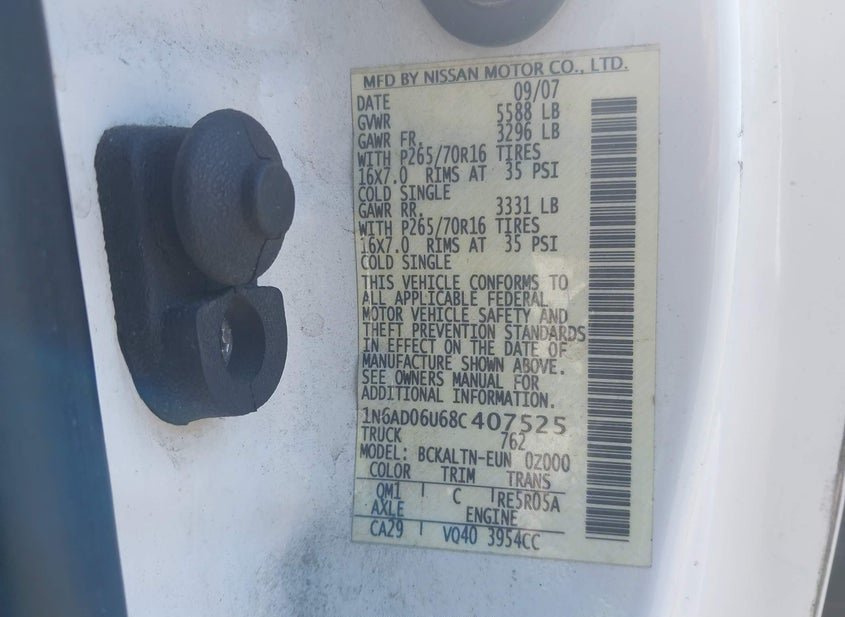 MFD BY NISSAN MOTOR CO., LTD.
DATE 09/07
GVWR 5588 LB
GAWR FR. 3296 LB
WITH P265/70R16 TIRES
16X7.0 RIMS AT 35 PSI
COLD SINGLE
GAWR RR. 3331 LB
WITH P265/70R16 TIRES
16X7.0 RIMS AT 35 PSI
COLD SINGLE
THIS VEHICLE CONFORMS TO
ALL APPLICABLE FEDERAL
MOTOR VEHICLE SAFETY AND
THEFT PREVENTION STANDARDS
IN EFFECT ON THE DATE OF
MANUFACTURE SHOWN ABOVE.
SEE OWNERS MANUAL FOR
ADDITIONAL INFORMATION.
1N6AD06U68C407525
TRUCK 762
MODEL: BCKALTN-EUN 0Z000
COLOR TRIM TRANS
QM1 C RE5R05A
AXLE ENGINE
CA29 VQ40 3954CC